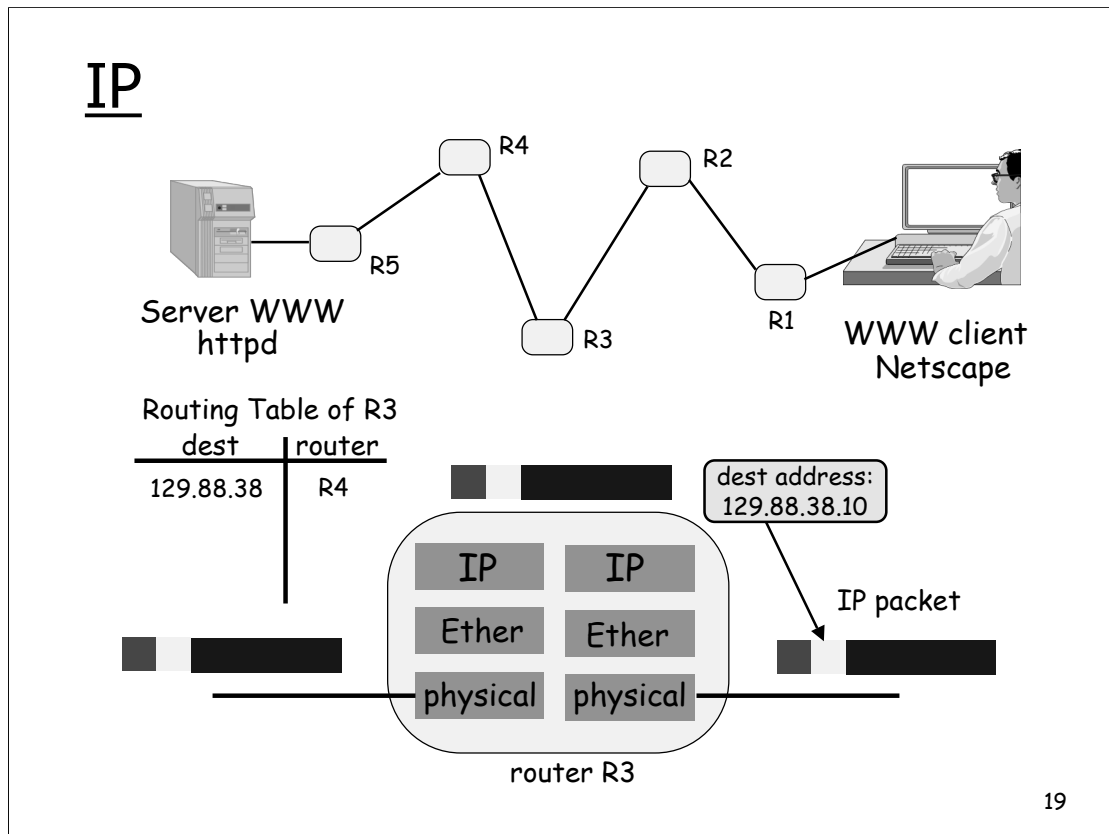 IP
R4
R2
R5
R3
R1
Server WWW
httpd
WWW client
Netscape
Routing Table of R3
dest router
129.88.38 R4
dest address:
129.88.38.10
IP packet
IP IP
Ether Ether
physical physical
router R3
19